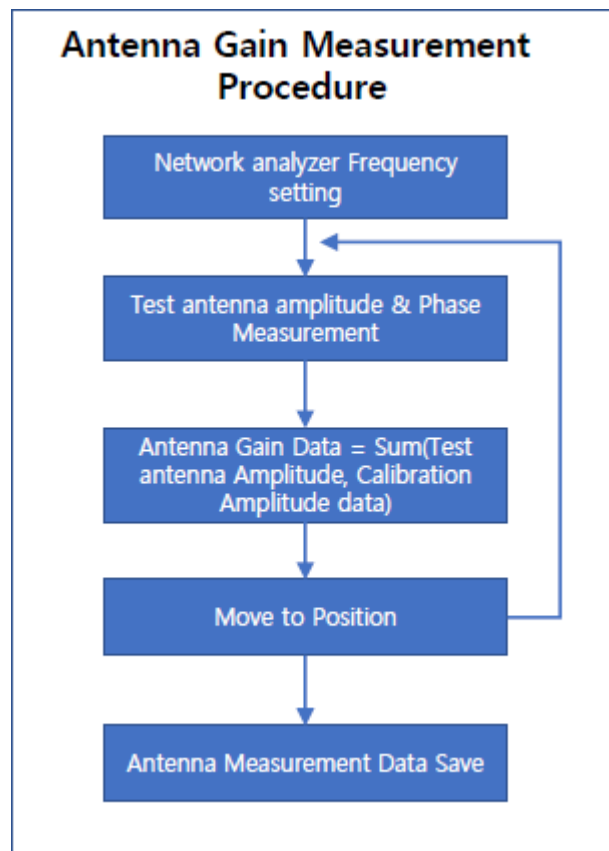 Antenna Gain Measurement
Procedure
Network analyzer Frequency
setting
Test antenna amplitude & Phase
Measurement
Antenna Gain Data = Sum(Test
antenna Amplitude, Calibration
Amplitude data)
Move to Position
Antenna Measurement Data Save